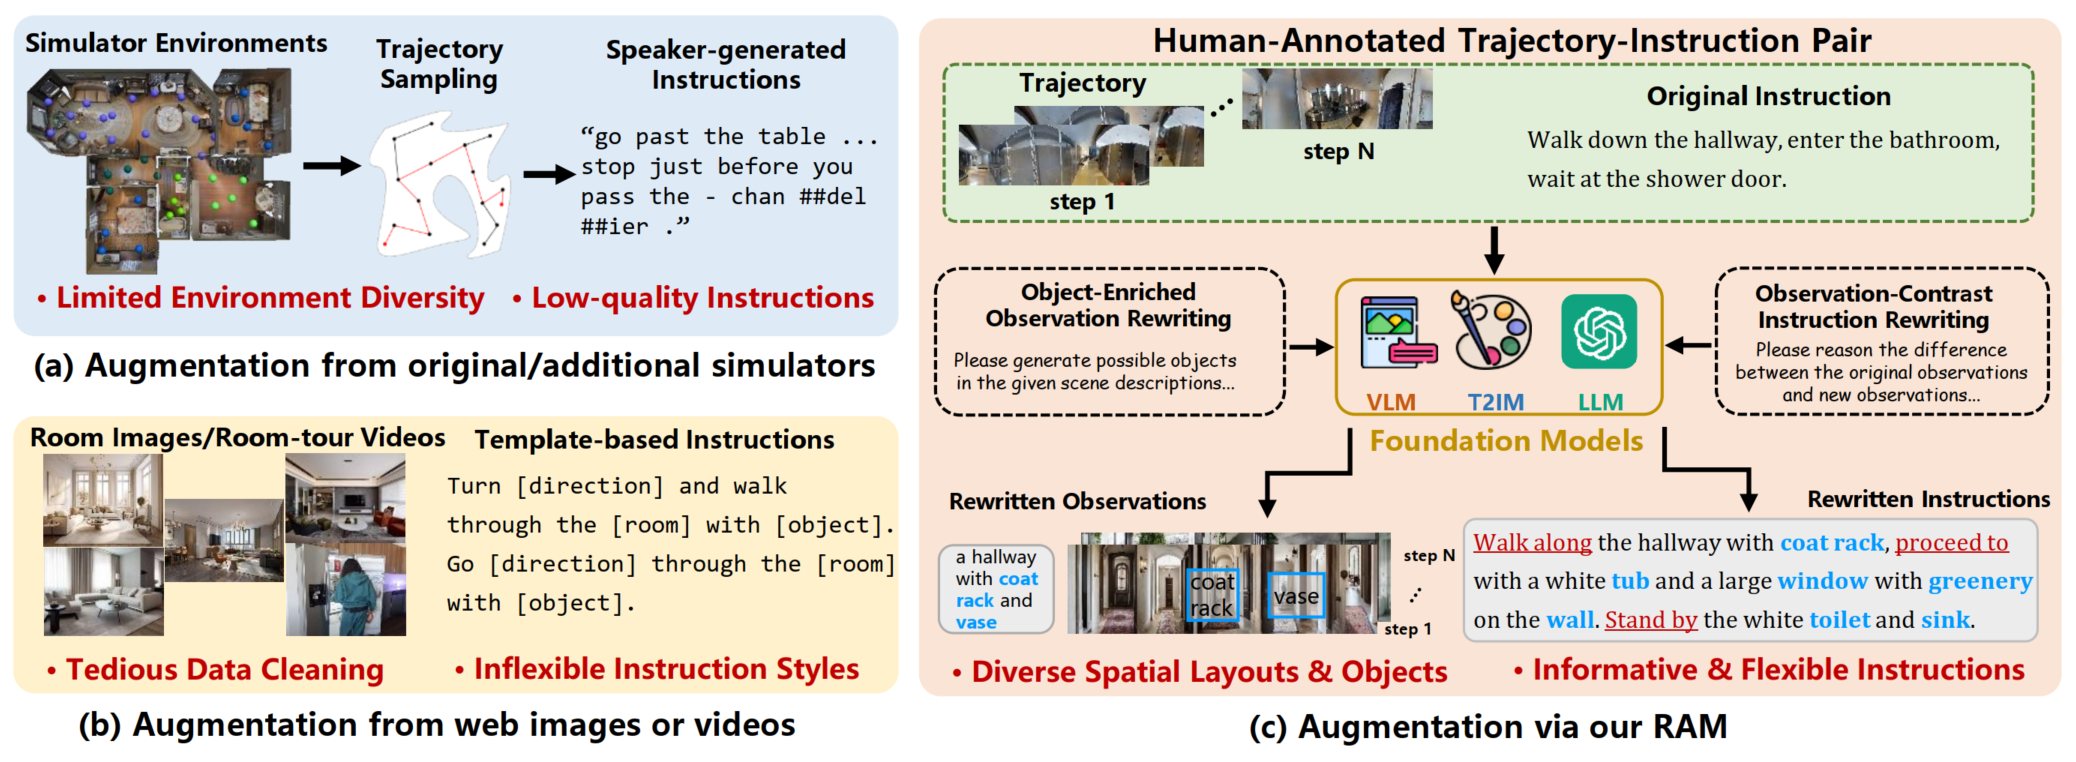 Simulator Environments
Trajectory
Sampling
Speaker-generated
Instructions
“go past the table ...
stop just before you
pass the - chan ##del
##ier .”
• Limited Environment Diversity
• Low-quality Instructions
(a) Augmentation from original/additional simulators
Room Images/Room-tour Videos
Template-based Instructions
Turn [direction] and walk
through the [room] with [object].
Go [direction] through the [room]
with [object].
• Tedious Data Cleaning
• Inflexible Instruction Styles
(b) Augmentation from web images or videos
Human-Annotated Trajectory-Instruction Pair
Trajectory
step 1
step N
Original Instruction
Walk down the hallway, enter the bathroom,
wait at the shower door.
Object-Enriched
Observation Rewriting
Please generate possible objects
in the given scene descriptions...
VLM
T2IM
LLM
Foundation Models
Observation-Contrast
Instruction Rewriting
Please reason the difference
between the original observations
and new observations...
Rewritten Observations
a hallway
with coat
rack and
vase
coat
rack
vase
step N
step 1
Rewritten Instructions
Walk along the hallway with coat rack, proceed to
with a white tub and a large window with greenery
on the wall. Stand by the white toilet and sink.
• Diverse Spatial Layouts & Objects
• Informative & Flexible Instructions
(c) Augmentation via our RAM